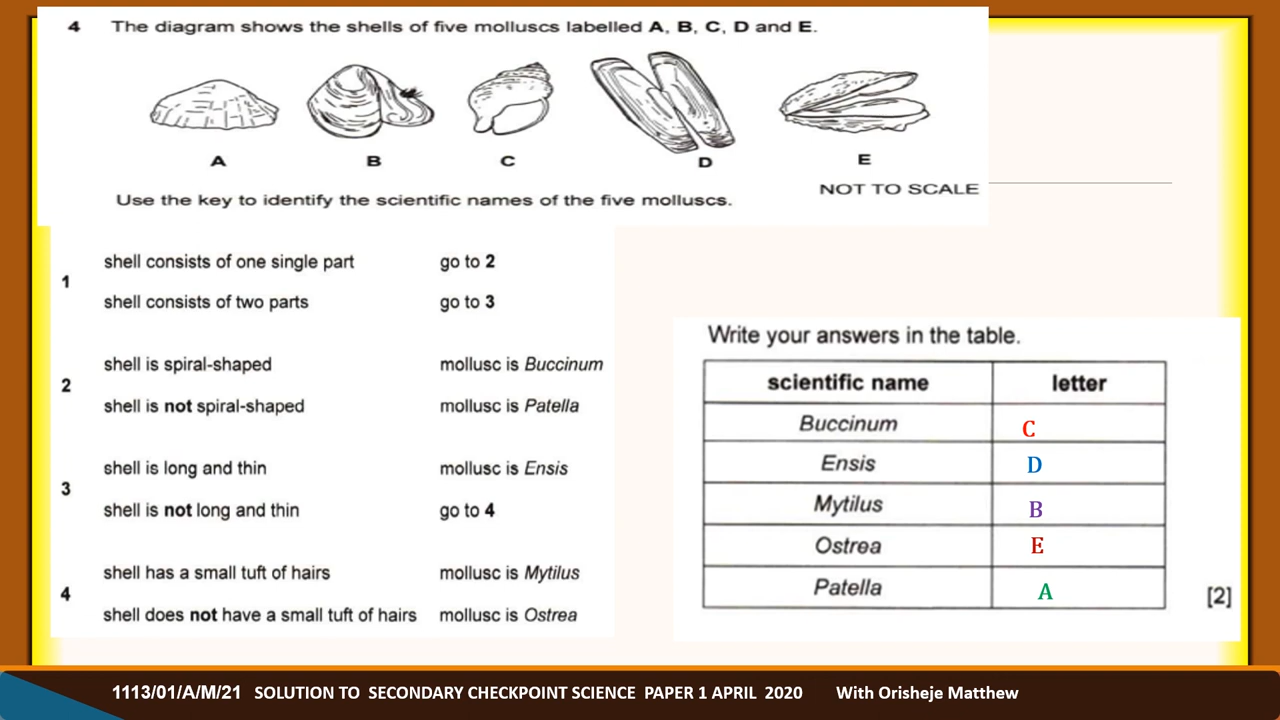 4 The diagram shows the shells of five molluscs labelled A, B, C, D and E.
A B C D E
NOT TO SCALE
Use the key to identify the scientific names of the five molluscs.
1
shell consists of one single part go to 2
shell consists of two parts go to 3
2
shell is spiral-shaped mollusc is Buccinum
shell is not spiral-shaped mollusc is Patella
3
shell is long and thin mollusc is Ensis
shell is not long and thin go to 4
4
shell has a small tuft of hairs mollusc is Mytilus
shell does not have a small tuft of hairs mollusc is Ostrea
Write your answers in the table.
scientific name letter
Buccinum C
Ensis D
Mytilus B
Ostrea E
Patella A
[2]
1113/01/A/M/21 SOLUTION TO SECONDARY CHECKPOINT SCIENCE PAPER 1 APRIL 2020 With Orisheje Matthew